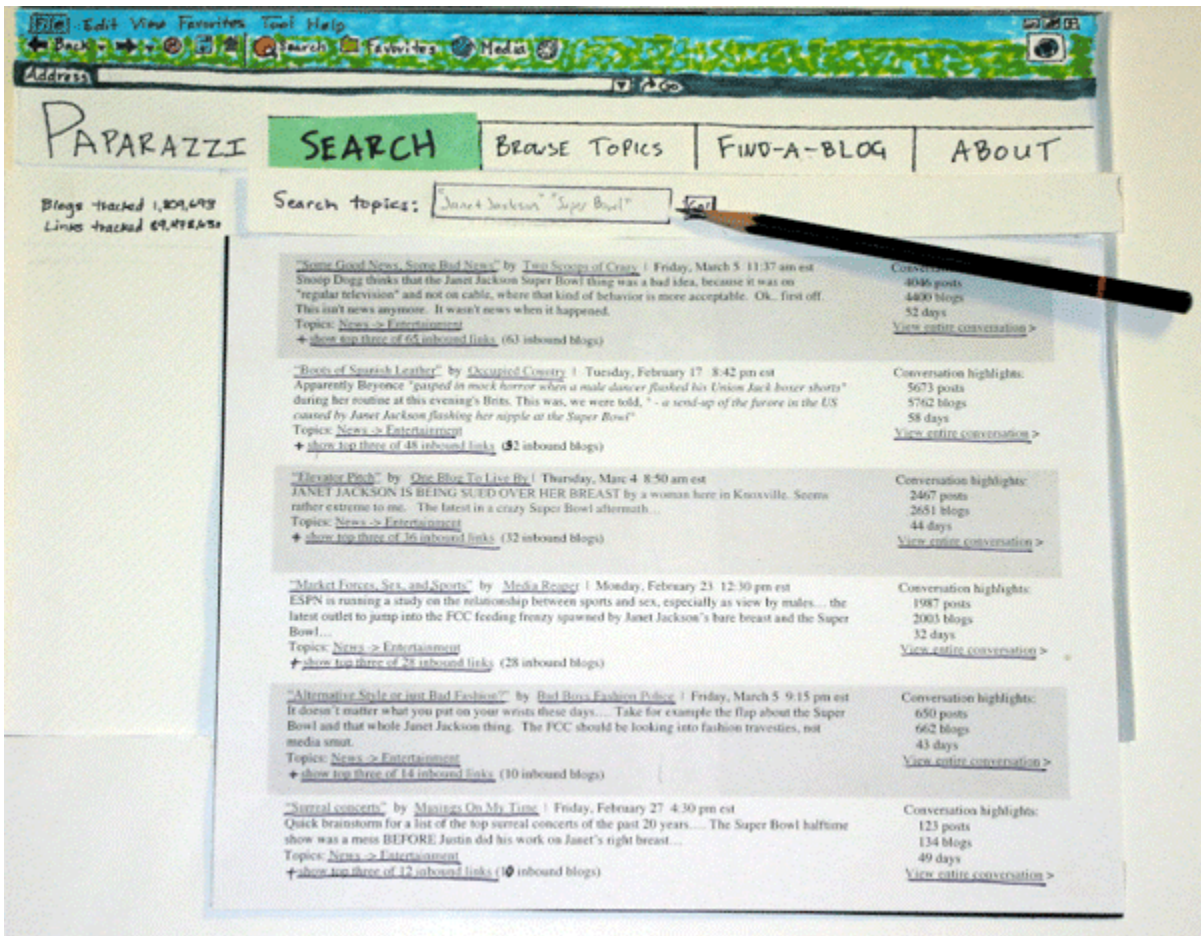 File Edit View Favorites Tool Help
Back Search Favorites Media
Address Go
PAPARAZZI SEARCH BROWSE TOPICS FIND-A-BLOG ABOUT
Blogs tracked
Links tracked
Search topics: "Janet Jackson" "Super Bowl" Go!
"Some Good News, Some Bad News" by Two Scoops of Crazy | Friday, March 5 11:37 am est
Snoop Dogg thinks that the Janet Jackson Super Bowl thing was a bad idea, because it was on
"regular television" and not on cable, where that kind of behavior is more acceptable. Ok.. first off.
This isn't news anymore. It wasn't news when it happened.
Topics: News -> Entertainment
+ show top three of 65 inbound links (63 inbound blogs)
4046 posts
4400 blogs
52 days
View entire conversation >
"Boots of Spanish Leather" by Occupied Country | Tuesday, February 17 8:42 pm est
Apparently Beyonce "gasped in mock horror when a male dancer flashed his Union Jack boxer shorts"
during her routine at this evening's Brits. This was, we were told, " - a send-up of the furore in the US
caused by Janet Jackson flashing her nipple at the Super Bowl"
Topics: News -> Entertainment
+ show top three of 48 inbound links (32 inbound blogs)
Conversation highlights:
5673 posts
5762 blogs
58 days
View entire conversation >
"Elevator Pitch" by One Blog To Live By | Thursday, Marc 4 8:50 am est
JANET JACKSON IS BEING SUED OVER HER BREAST by a woman here in Knoxville. Seems
rather extreme to me. The latest in a crazy Super Bowl aftermath…
Topics: News -> Entertainment
+ show top three of 36 inbound links (32 inbound blogs)
Conversation highlights:
2467 posts
2651 blogs
44 days
View entire conversation >
"Market Forces, Sex, and Sports" by Media Reaper | Monday, February 23 12:30 pm est
ESPN is running a study on the relationship between sports and sex, especially as view by males… the
latest outlet to jump into the FCC feeding frenzy spawned by Janet Jackson's bare breast and the Super
Bowl…
Topics: News -> Entertainment
+ show top three of 28 inbound links (28 inbound blogs)
Conversation highlights:
1987 posts
2003 blogs
32 days
View entire conversation >
"Alternative Style or just Bad Fashion?" by Bad Boys Fashion Police | Friday, March 5 9:15 pm est
It doesn't matter what you put on your wrists these days…. Take for example the flap about the Super
Bowl and that whole Janet Jackson thing. The FCC should be looking into fashion travesties, not
media smut.
Topics: News -> Entertainment
+ show top three of 14 inbound links (10 inbound blogs)
Conversation highlights:
650 posts
662 blogs
43 days
View entire conversation >
"Surreal concerts" by Musings On My Time | Friday, February 27 4:30 pm est
Quick brainstorm for a list of the top surreal concerts of the past 20 years…. The Super Bowl halftime
show was a mess BEFORE Justin did his work on Janet's right breast…
Topics: News -> Entertainment
+ show top three of 12 inbound links (10 inbound blogs)
Conversation highlights:
123 posts
134 blogs
49 days
View entire conversation >